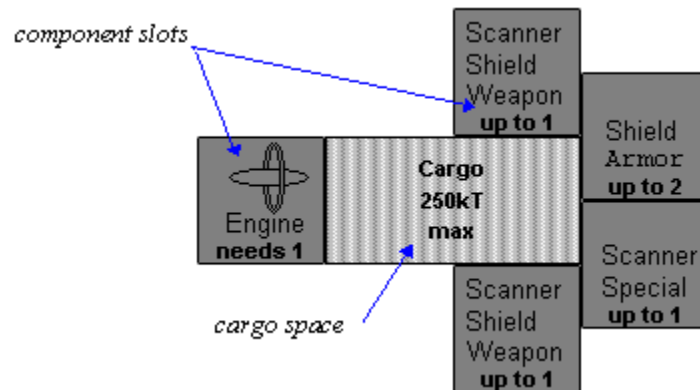 component slots
Scanner
Shield
Weapon
up to 1
Shield
Armor
up to 2
Engine
needs 1
Cargo
250kT
max
Scanner
Special
up to 1
cargo space
Scanner
Shield
Weapon
up to 1